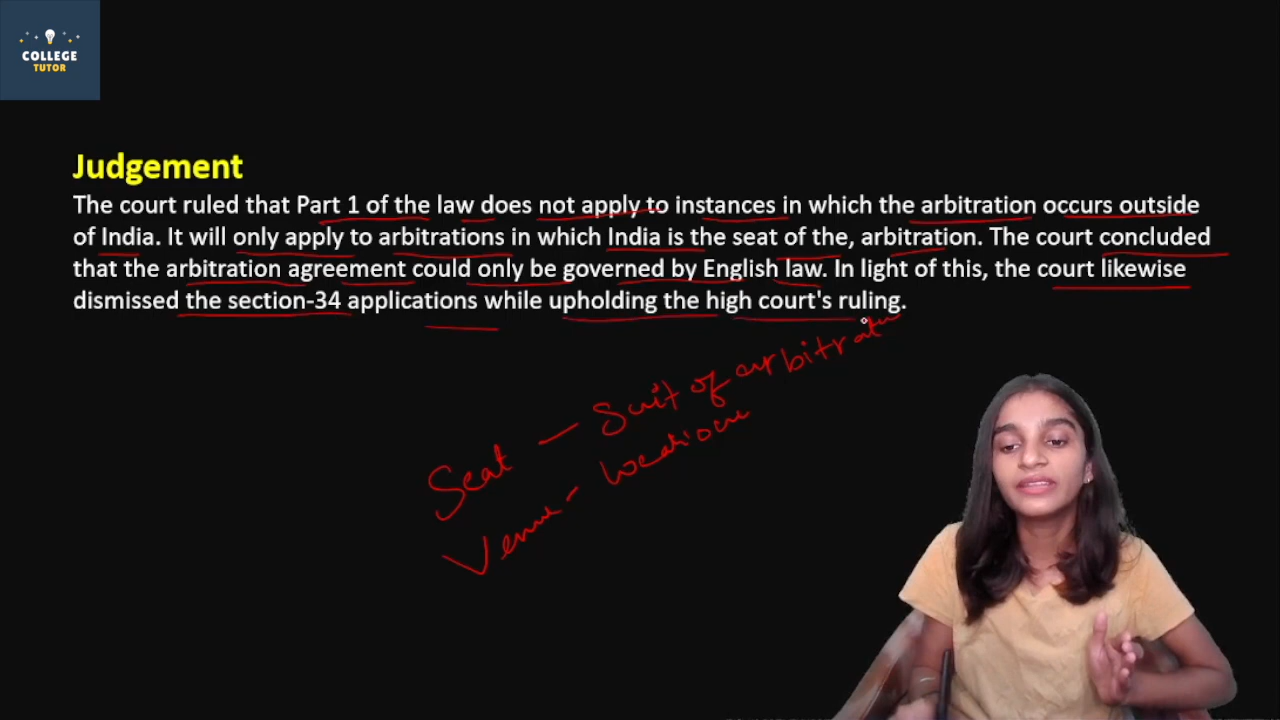 COLLEGE
TUTOR
Judgement
The court ruled that Part 1 of the law does not apply to instances in which the arbitration occurs outside
of India. It will only apply to arbitrations in which India is the seat of the, arbitration. The court concluded
that the arbitration agreement could only be governed by English law. In light of this, the court likewise
dismissed the section-34 applications while upholding the high court's ruling.
Seat - Suit of
Venue - location